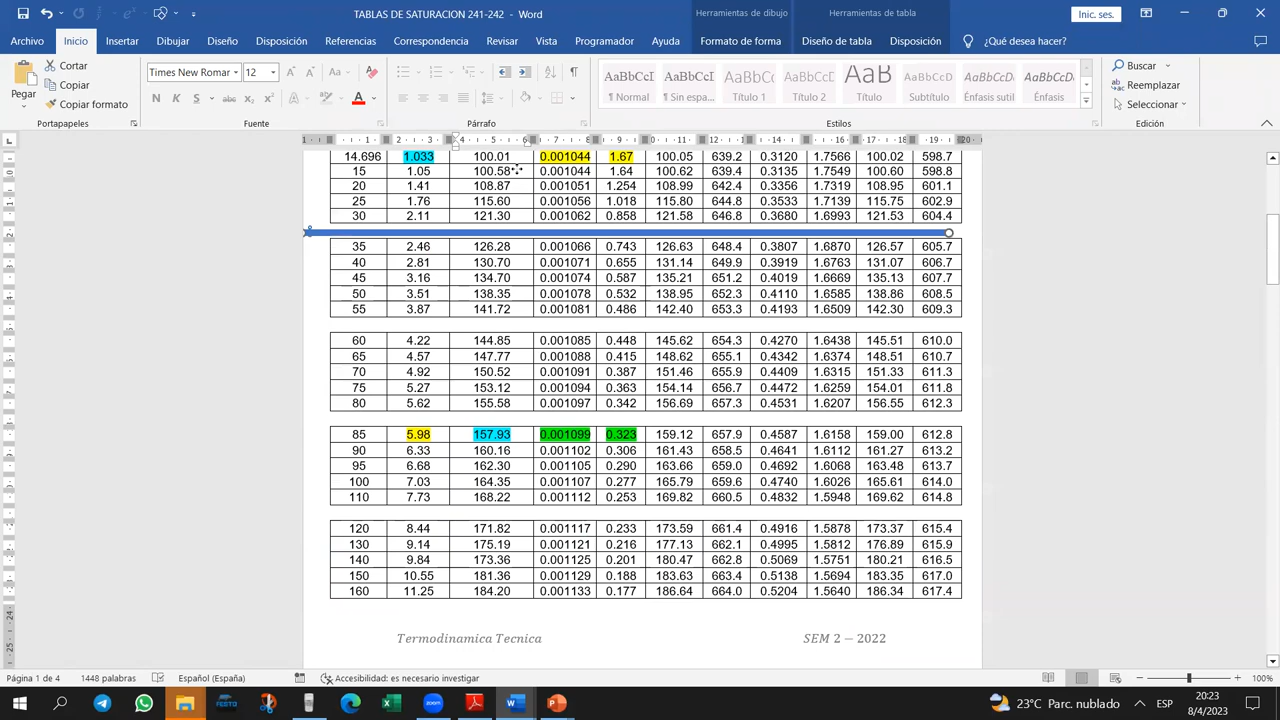 TABLAS DE SATURACION 241-242 - Word
Herramientas de dibujo
Herramientas de tabla
Inic. ses.
Archivo Inicio Insertar Dibujar Diseño Disposición Referencias Correspondencia Revisar Vista Programador Ayuda Formato de forma Diseño de tabla Disposición ¿Qué desea hacer?
Pegar
Cortar
Copiar
Copiar formato
Portapapeles
Times New Romar 12
N K S abc x₂ x²
Fuente
Párrafo
AaBbCcD AaBbCcD AaBbCcD AaBbCcD AaB AaBbCcD AaBbCcD AaBbCcD
¶ Normal ¶ Sin espa... Título 1 Título 2 Título Subtítulo Énfasis sutil Énfasis
Estilos
Buscar
Reemplazar
Seleccionar
Edición
14.696 1.033 100.01 0.001044 1.67 100.05 639.2 0.3120 1.7566 100.02 598.7
15 1.05 100.58 0.001044 1.64 100.62 639.4 0.3135 1.7549 100.60 598.8
20 1.41 108.87 0.001051 1.254 108.99 642.4 0.3356 1.7319 108.95 601.1
25 1.76 115.60 0.001056 1.018 115.80 644.8 0.3533 1.7139 115.75 602.9
30 2.11 121.30 0.001062 0.858 121.58 646.8 0.3680 1.6993 121.53 604.4
35 2.46 126.28 0.001066 0.743 126.63 648.4 0.3807 1.6870 126.57 605.7
40 2.81 130.70 0.001071 0.655 131.14 649.9 0.3919 1.6763 131.07 606.7
45 3.16 134.70 0.001074 0.587 135.21 651.2 0.4019 1.6669 135.13 607.7
50 3.51 138.35 0.001078 0.532 138.95 652.3 0.4110 1.6585 138.86 608.5
55 3.87 141.72 0.001081 0.486 142.40 653.3 0.4193 1.6509 142.30 609.3
60 4.22 144.85 0.001085 0.448 145.62 654.3 0.4270 1.6438 145.51 610.0
65 4.57 147.77 0.001088 0.415 148.62 655.1 0.4342 1.6374 148.51 610.7
70 4.92 150.52 0.001091 0.387 151.46 655.9 0.4409 1.6315 151.33 611.3
75 5.27 153.12 0.001094 0.363 154.14 656.7 0.4472 1.6259 154.01 611.8
80 5.62 155.58 0.001097 0.342 156.69 657.3 0.4531 1.6207 156.55 612.3
85 5.98 157.93 0.001099 0.323 159.12 657.9 0.4587 1.6158 159.00 612.8
90 6.33 160.16 0.001102 0.306 161.43 658.5 0.4641 1.6112 161.27 613.2
95 6.68 162.30 0.001105 0.290 163.66 659.0 0.4692 1.6068 163.48 613.7
100 7.03 164.35 0.001107 0.277 165.79 659.6 0.4740 1.6026 165.61 614.0
110 7.73 168.22 0.001112 0.253 169.82 660.5 0.4832 1.5948 169.62 614.8
120 8.44 171.82 0.001117 0.233 173.59 661.4 0.4916 1.5878 173.37 615.4
130 9.14 175.19 0.001121 0.216 177.13 662.1 0.4995 1.5812 176.89 615.9
140 9.84 173.36 0.001125 0.201 180.47 662.8 0.5069 1.5751 180.21 616.5
150 10.55 181.36 0.001129 0.188 183.63 663.4 0.5138 1.5694 183.35 617.0
160 11.25 184.20 0.001133 0.177 186.64 664.0 0.5204 1.5640 186.34 617.4
Termodinamica Tecnica
SEM 2 − 2022
Página 1 de 4 1448 palabras Español (España) Accesibilidad: es necesario investigar 100%
FESTO zoom
23°C Parc. nublado ESP 20:23
8/4/2023